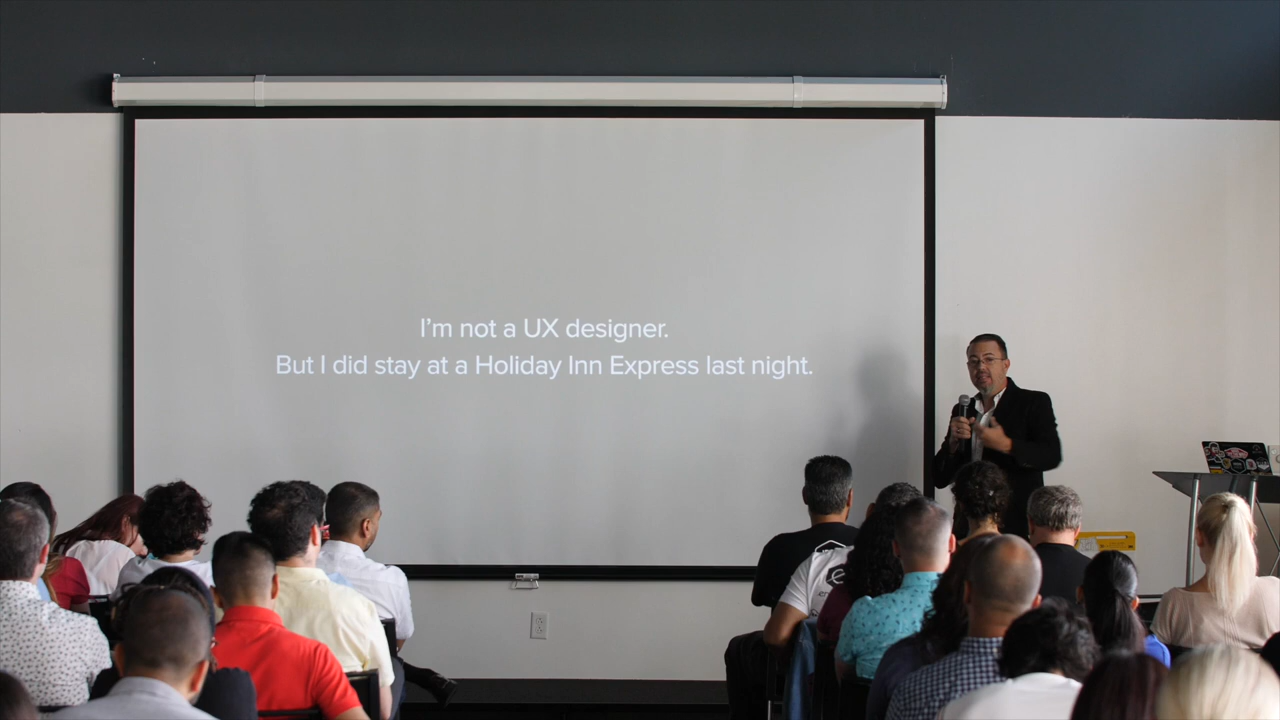 I'm not a UX designer.
But I did stay at a Holiday Inn Express last night.